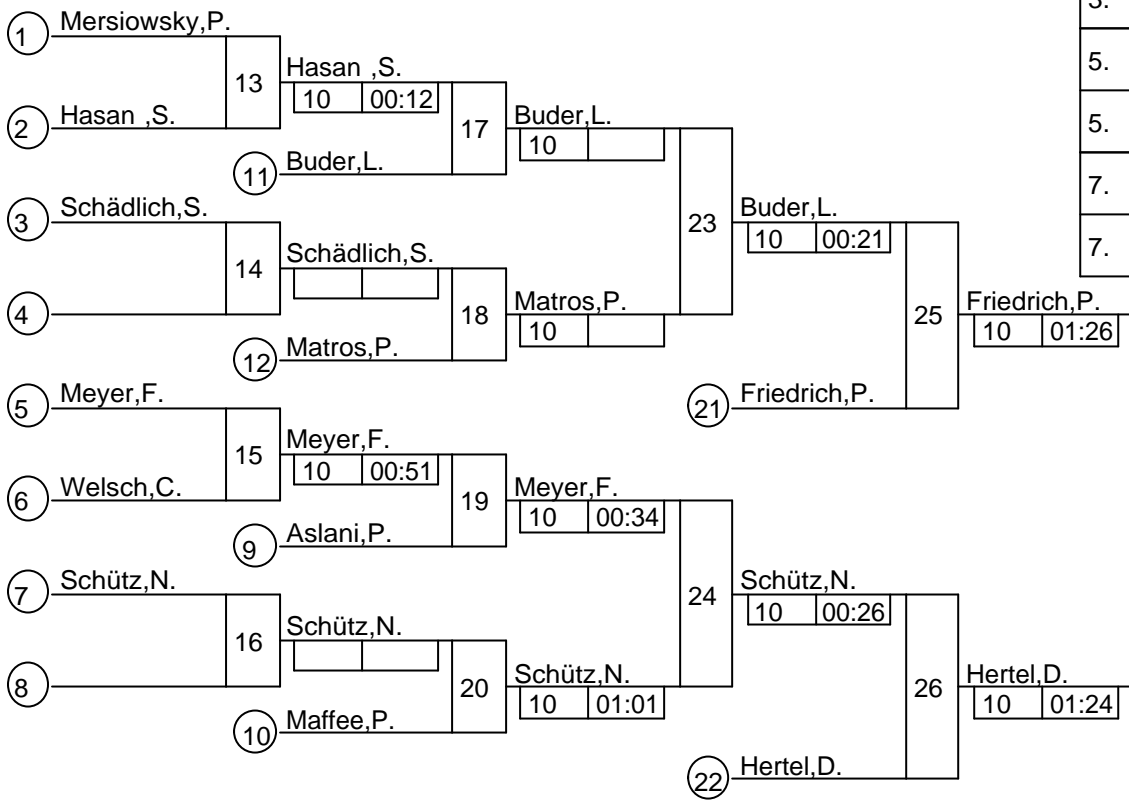 3.
1 Mersiowsky,P.
13 Hasan ,S.
5.
10 00:12
2 Hasan ,S.
17 Buder,L.
5.
10
11 Buder,L.
7.
3 Schädlich,S.
23 Buder,L.
10 00:21
7.
14 Schädlich,S.
4
18 Matros,P.
10
25 Friedrich,P.
10 01:26
12 Matros,P.
5 Meyer,F.
21 Friedrich,P.
15 Meyer,F.
10 00:51
6 Welsch,C.
19 Meyer,F.
10 00:34
9 Aslani,P.
7 Schütz,N.
24 Schütz,N.
10 00:26
16 Schütz,N.
8
20 Schütz,N.
10 01:01
26 Hertel,D.
10 01:24
10 Maffee,P.
22 Hertel,D.